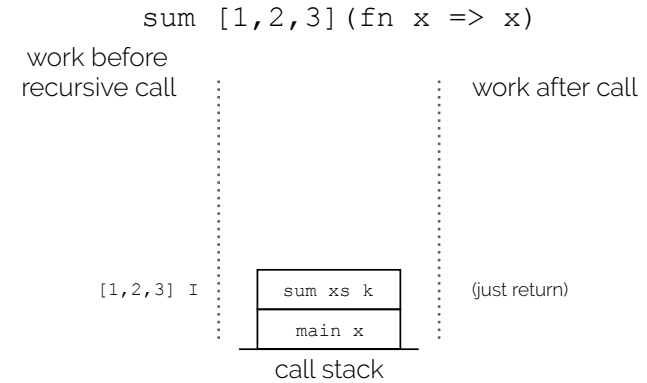 sum [1,2,3](fn x => x)
work before
recursive call
work after call
[1,2,3] I
sum xs k
(just return)
main x
call stack